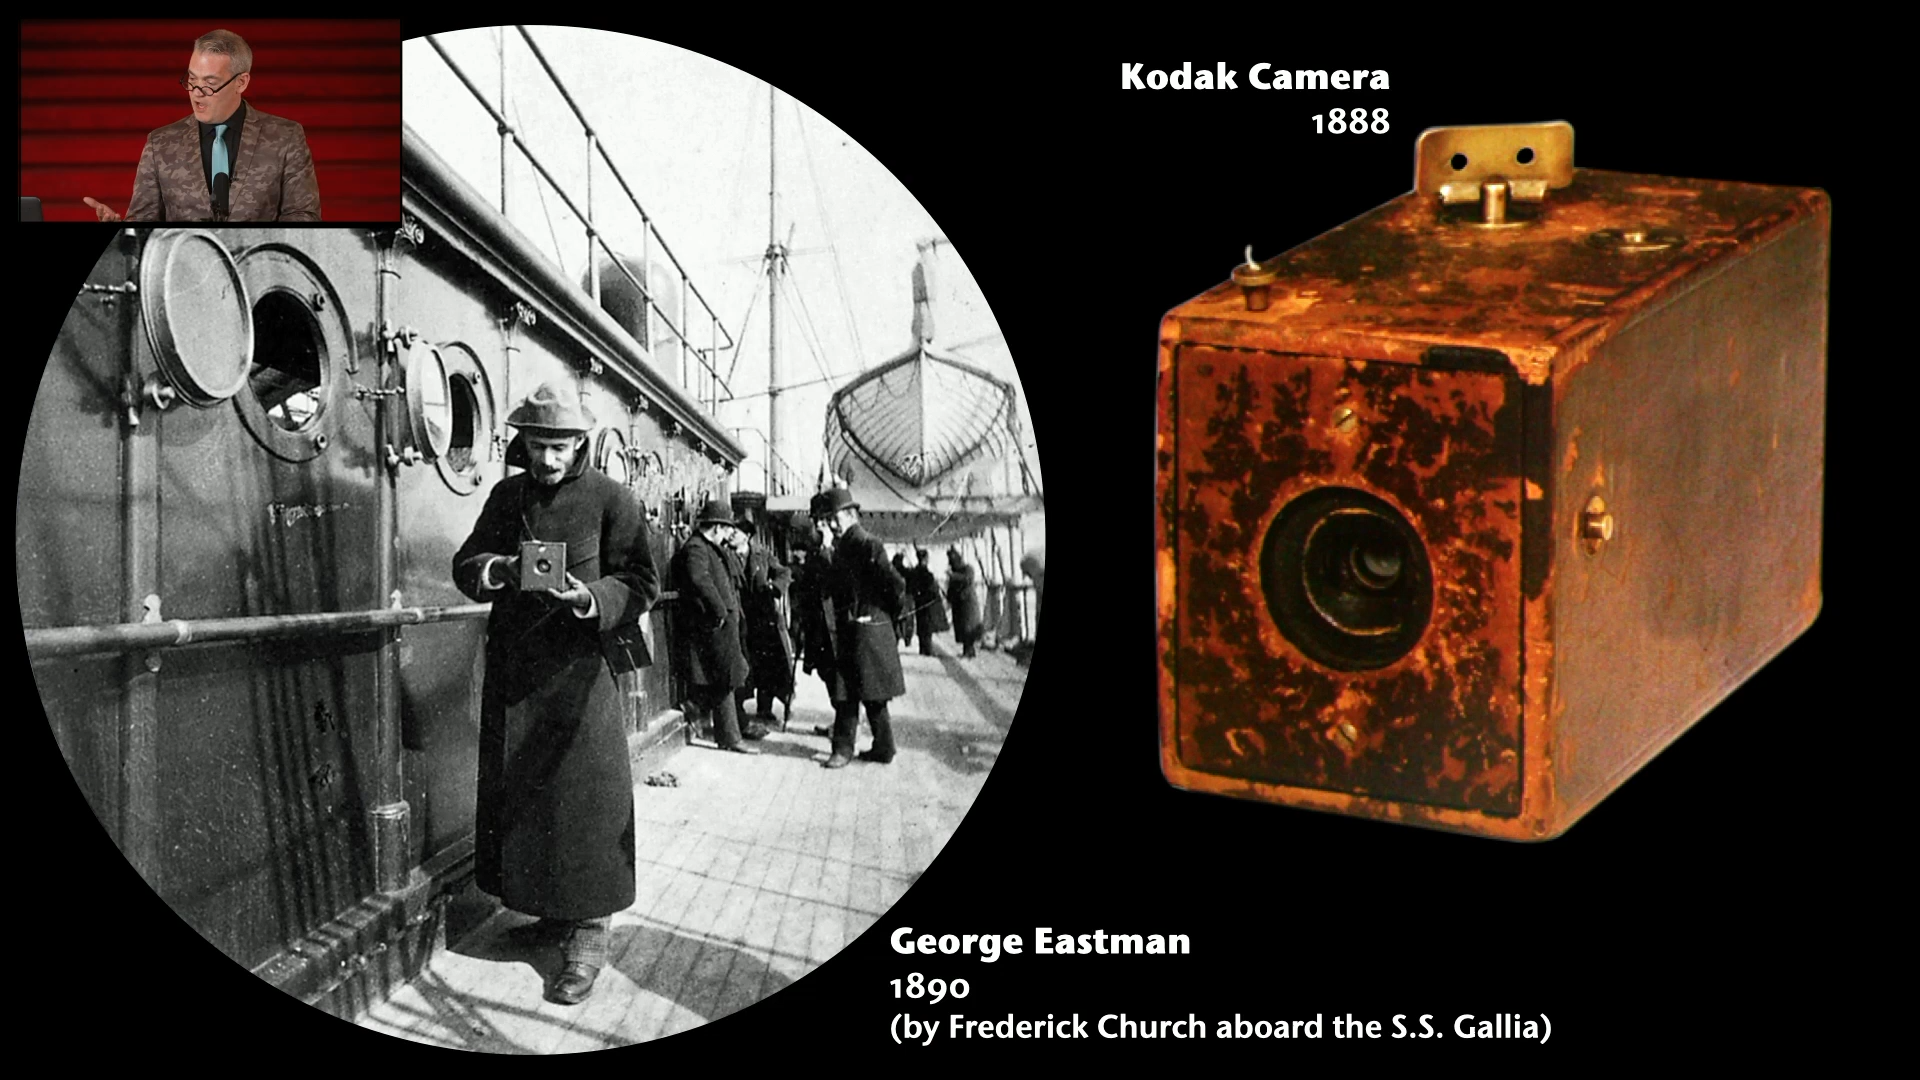 Kodak Camera
1888
George Eastman
1890
(by Frederick Church aboard the S.S. Gallia)